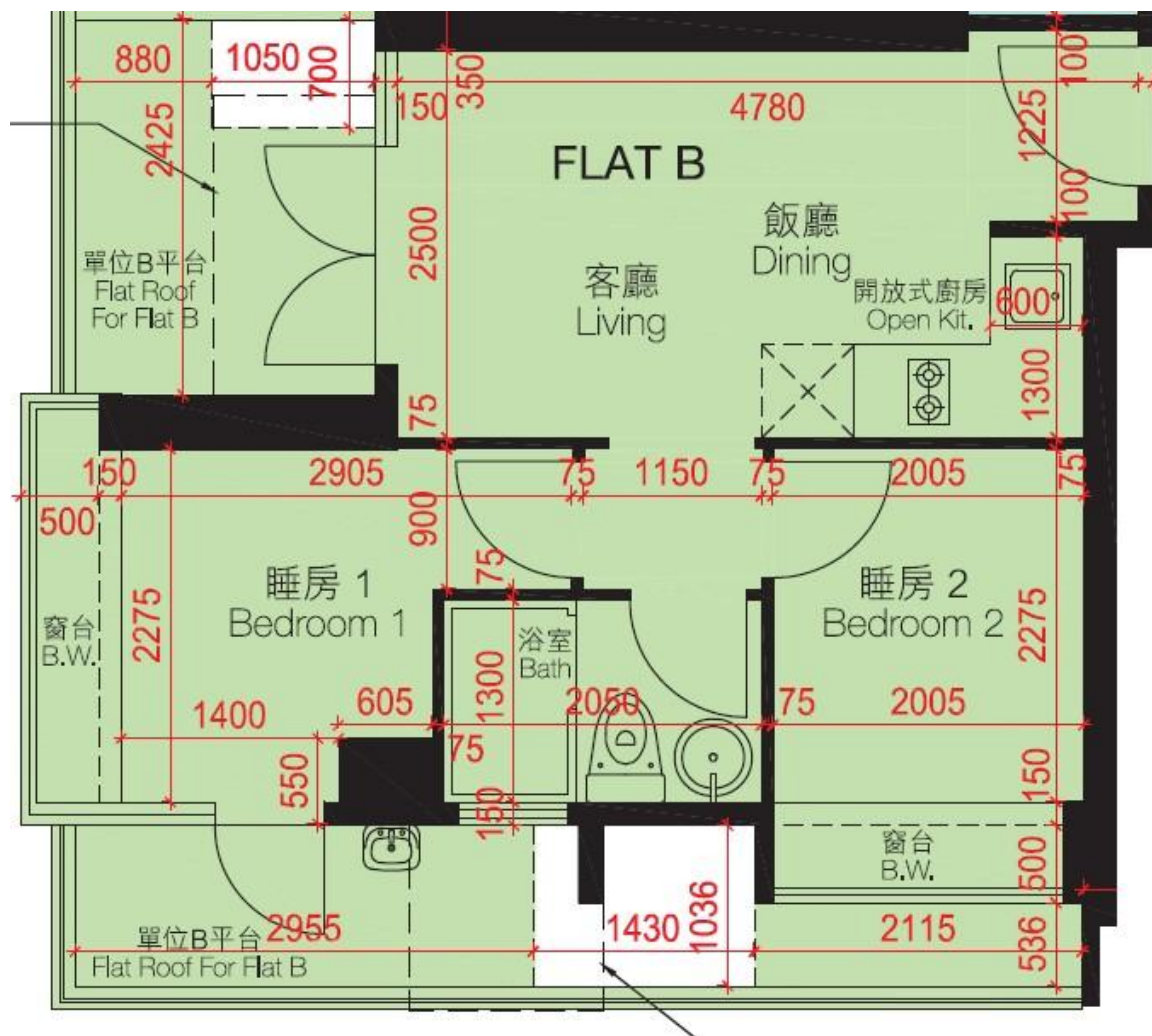 880
1050
700
150
350
4780
100
2425
1225
FLAT B
100
飯廳
Dining
單位B平台
Flat Roof
For Flat B
2500
客廳
Living
開放式廚房
Open Kit.
600
1300
75
150
2905
75
1150
75
2005
75
500
900
75
睡房 1
Bedroom 1
睡房 2
Bedroom 2
2275
2275
窗台
B.W.
浴室
Bath
1300
1400
605
2050
75
2005
75
550
150
150
窗台
B.W.
500
單位B平台
Flat Roof For Flat B
2955
1430
1036
2115
536